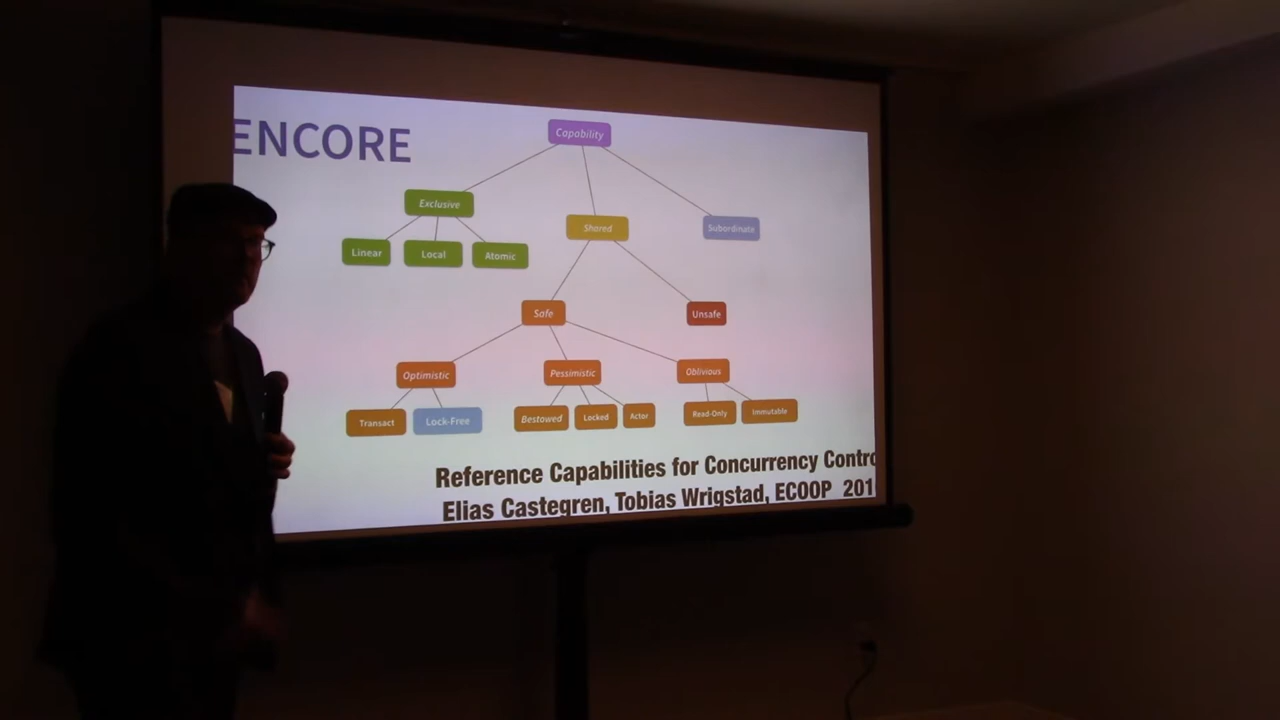 ENCORE
Capability
Exclusive
Shared
Subordinate
Linear
Local
Atomic
Safe
Unsafe
Optimistic
Pessimistic
Oblivious
Transact
Lock-Free
Bestowed
Locked
Actor
Read-Only
Immutable
Reference Capabilities for Concurrency Contro
Elias Castegren, Tobias Wrigstad, ECOOP 201